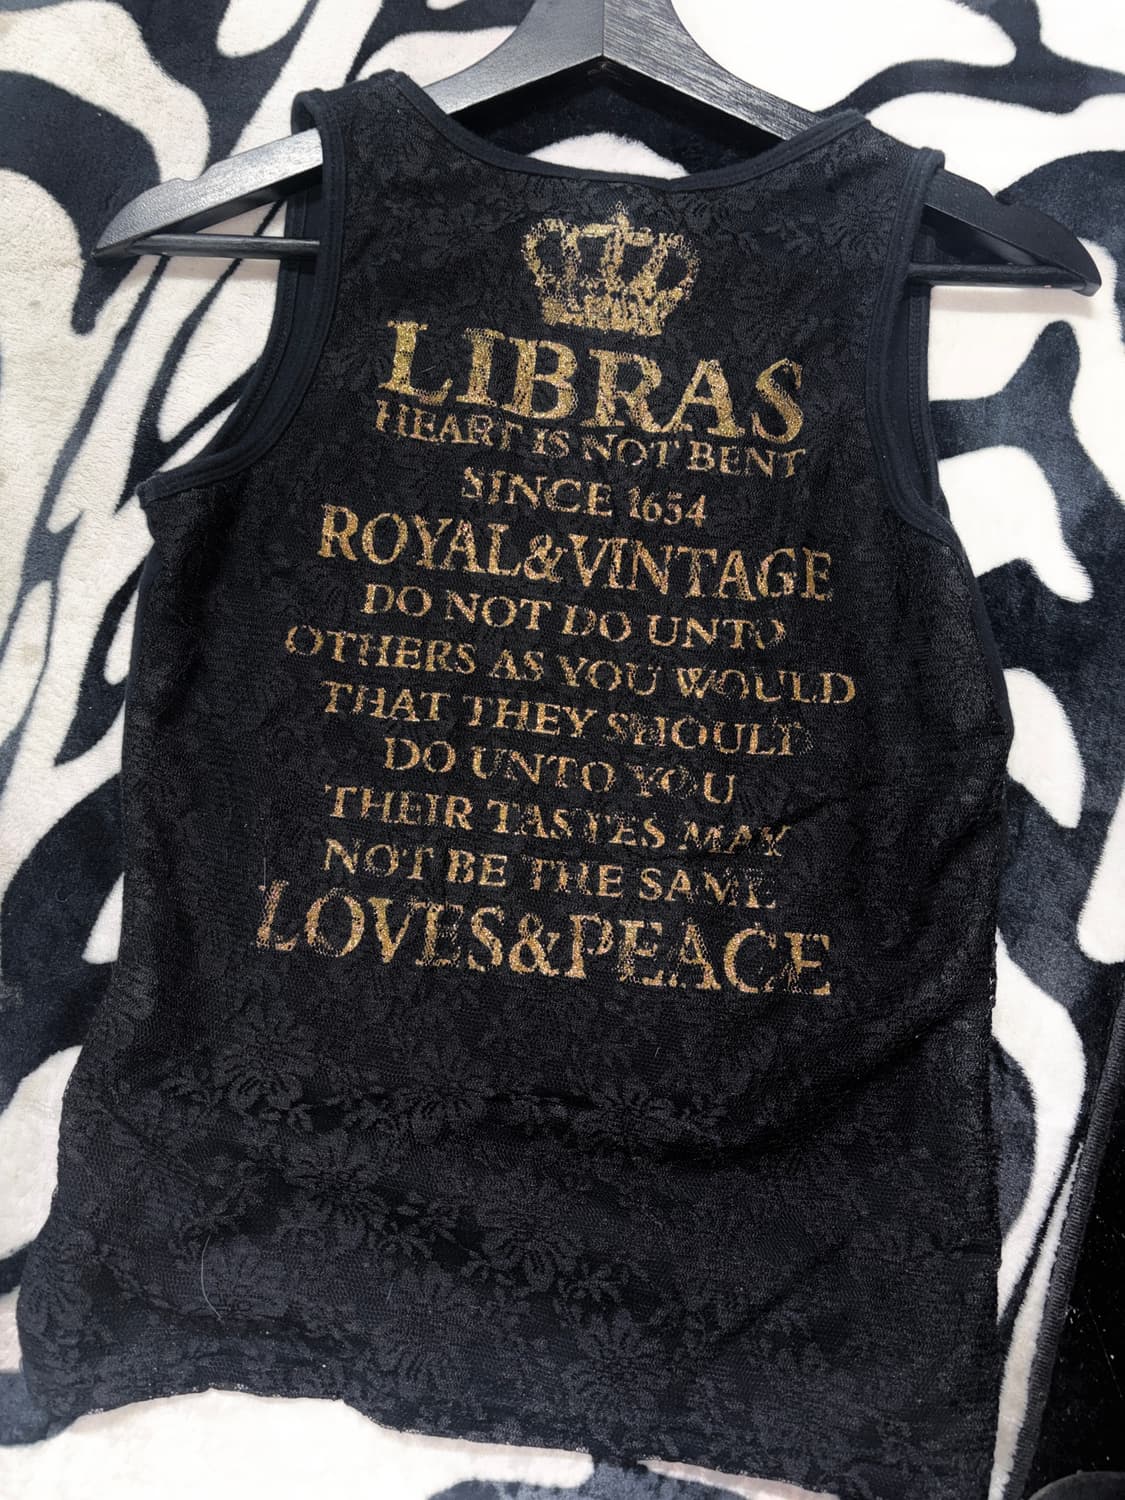 LIBRAS
HEART IS NOT BENT
SINCE 1654
ROYAL&VINTAGE
DO NOT DO UNTO
OTHERS AS YOU WOULD
THAT THEY SHOULD
DO UNTO YOU
THEIR TASTES MAY
NOT BE THE SAME
LOVES&PEACE